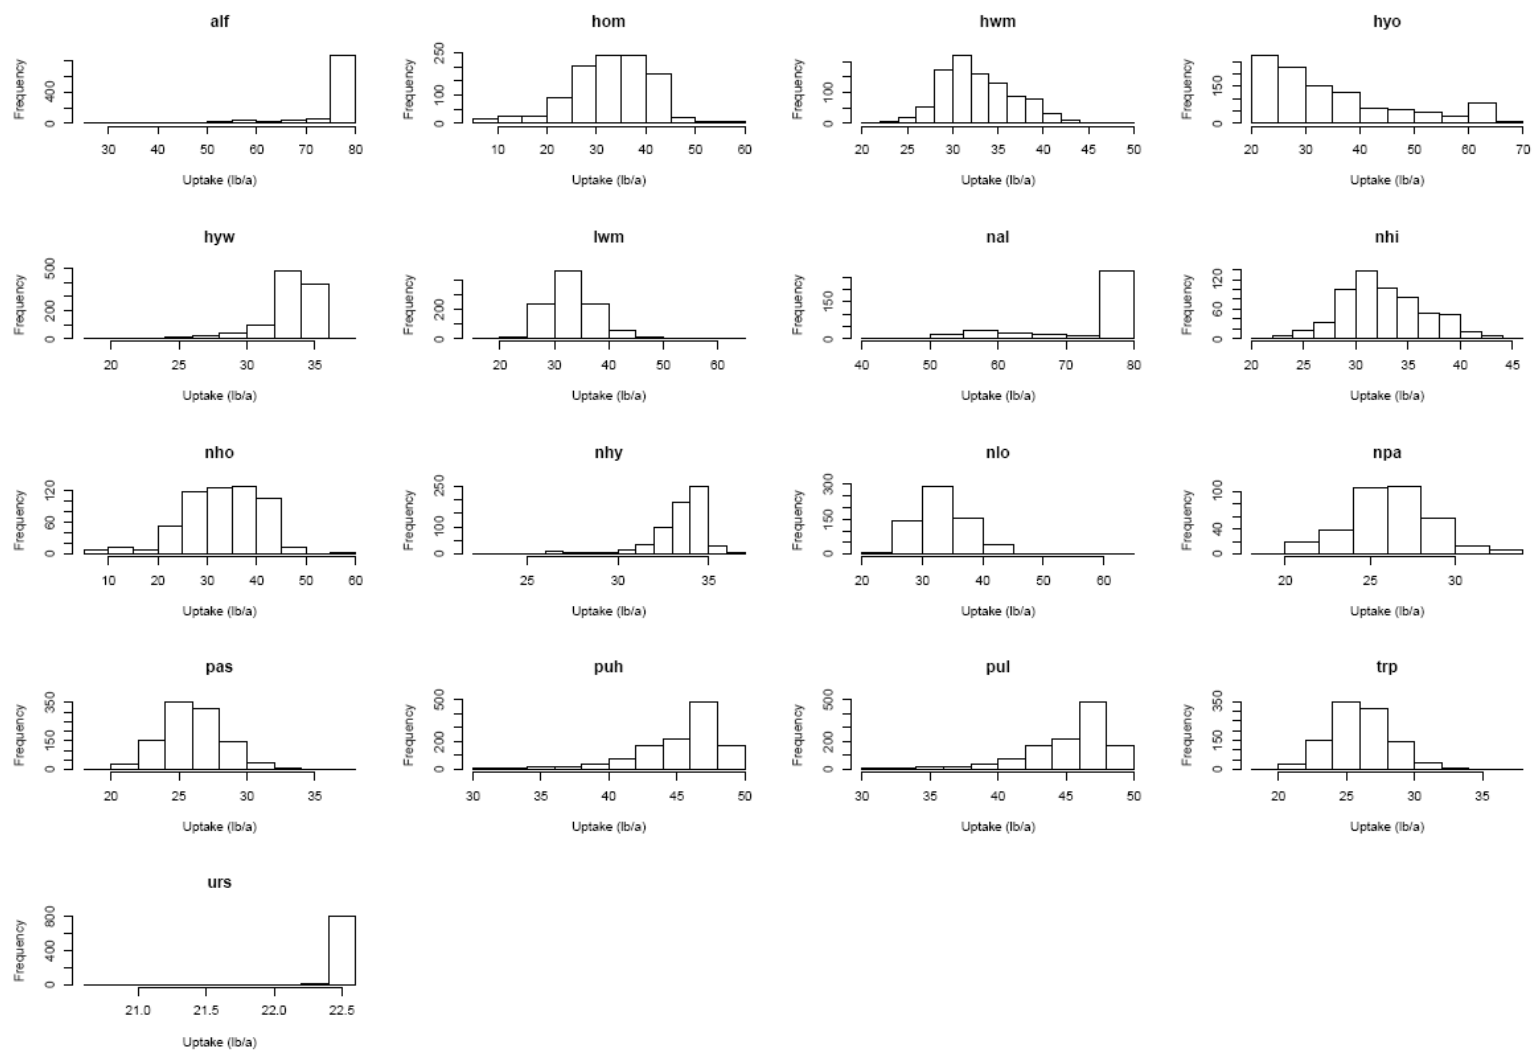 alf
Frequency
0 400
30 40 50 60 70 80
Uptake (lb/a)
hom
Frequency
0 100 250
10 20 30 40 50 60
Uptake (lb/a)
hwm
Frequency
0 100
20 25 30 35 40 45 50
Uptake (lb/a)
hyo
Frequency
0 150
20 30 40 50 60 70
Uptake (lb/a)
hyw
Frequency
0 200 500
20 25 30 35
Uptake (lb/a)
lwm
Frequency
0 200
20 30 40 50 60
Uptake (lb/a)
nal
Frequency
0 150
40 50 60 70 80
Uptake (lb/a)
nhi
Frequency
0 60 120
20 25 30 35 40 45
Uptake (lb/a)
nho
Frequency
0 60 120
10 20 30 40 50 60
Uptake (lb/a)
nhy
Frequency
0 100 250
25 30 35
Uptake (lb/a)
nlo
Frequency
0 150 300
20 30 40 50 60
Uptake (lb/a)
npa
Frequency
0 40 100
20 25 30
Uptake (lb/a)
pas
Frequency
0 150 350
20 25 30 35
Uptake (lb/a)
puh
Frequency
0 200 500
30 35 40 45 50
Uptake (lb/a)
pul
Frequency
0 200 500
30 35 40 45 50
Uptake (lb/a)
trp
Frequency
0 150 350
20 25 30 35
Uptake (lb/a)
urs
Frequency
0 400 800
21.0 21.5 22.0 22.5
Uptake (lb/a)